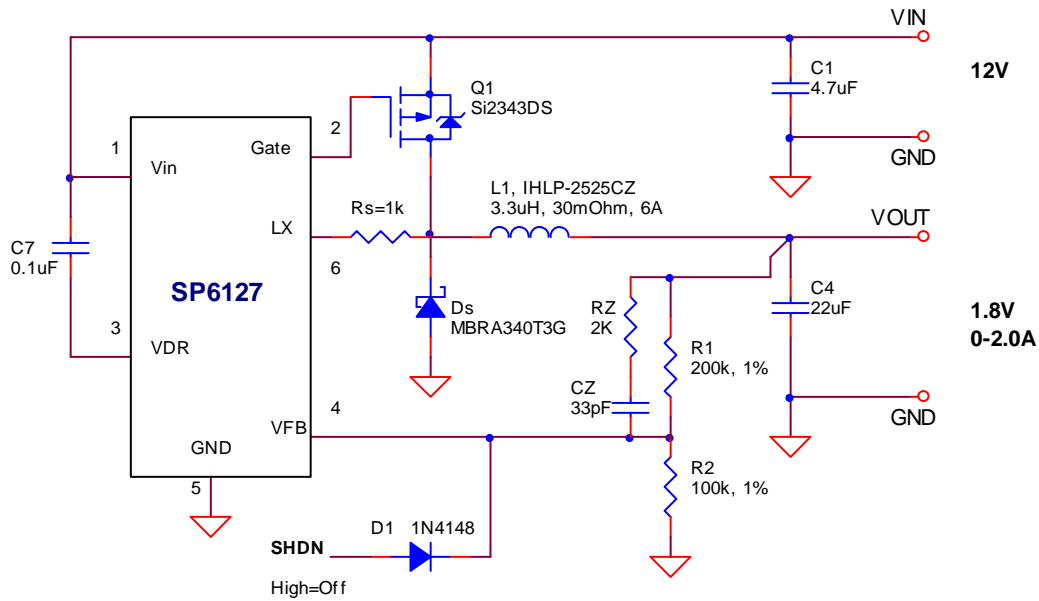 VIN
12V
C1
4.7uF
Q1
Si2343DS
GND
1
2
Vin
Gate
L1, IHLP-2525CZ
3.3uH, 30mOhm, 6A
Rs=1k
LX
VOUT
C7
0.1uF
6
SP6127
Ds
MBRA340T3G
RZ
2K
C4
22uF
1.8V
0-2.0A
3
VDR
R1
200k, 1%
CZ
33pF
4
VFB
GND
GND
5
R2
100k, 1%
D1 1N4148
SHDN
High=Off